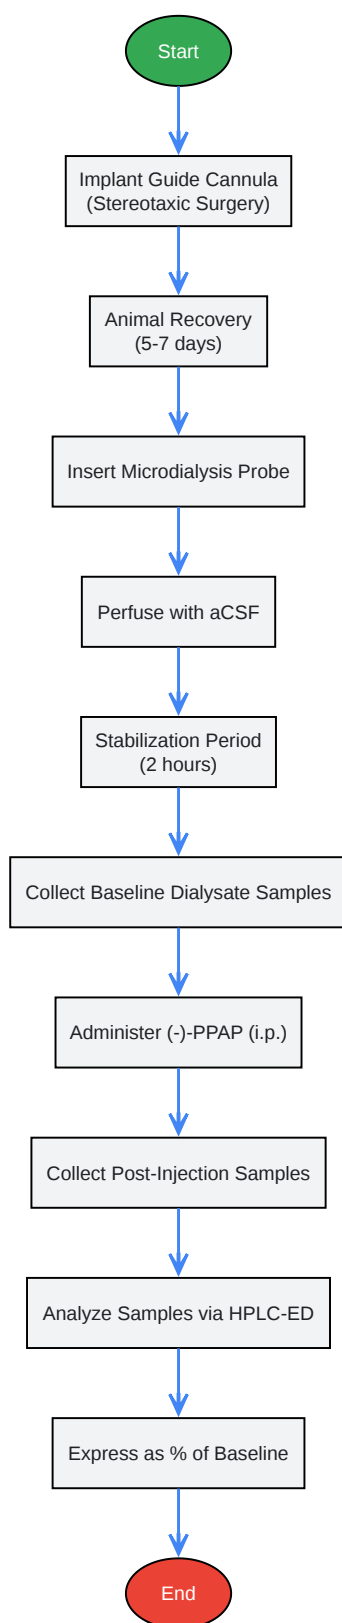 Start
Implant Guide Cannula
(Stereotaxic Surgery)
Animal Recovery
(5-7 days)
Insert Microdialysis Probe
Perfuse with aCSF
Stabilization Period
(2 hours)
Collect Baseline Dialysate Samples
Administer (-)-PPAP (i.p.)
Collect Post-Injection Samples
Analyze Samples via HPLC-ED
Express as % of Baseline
End